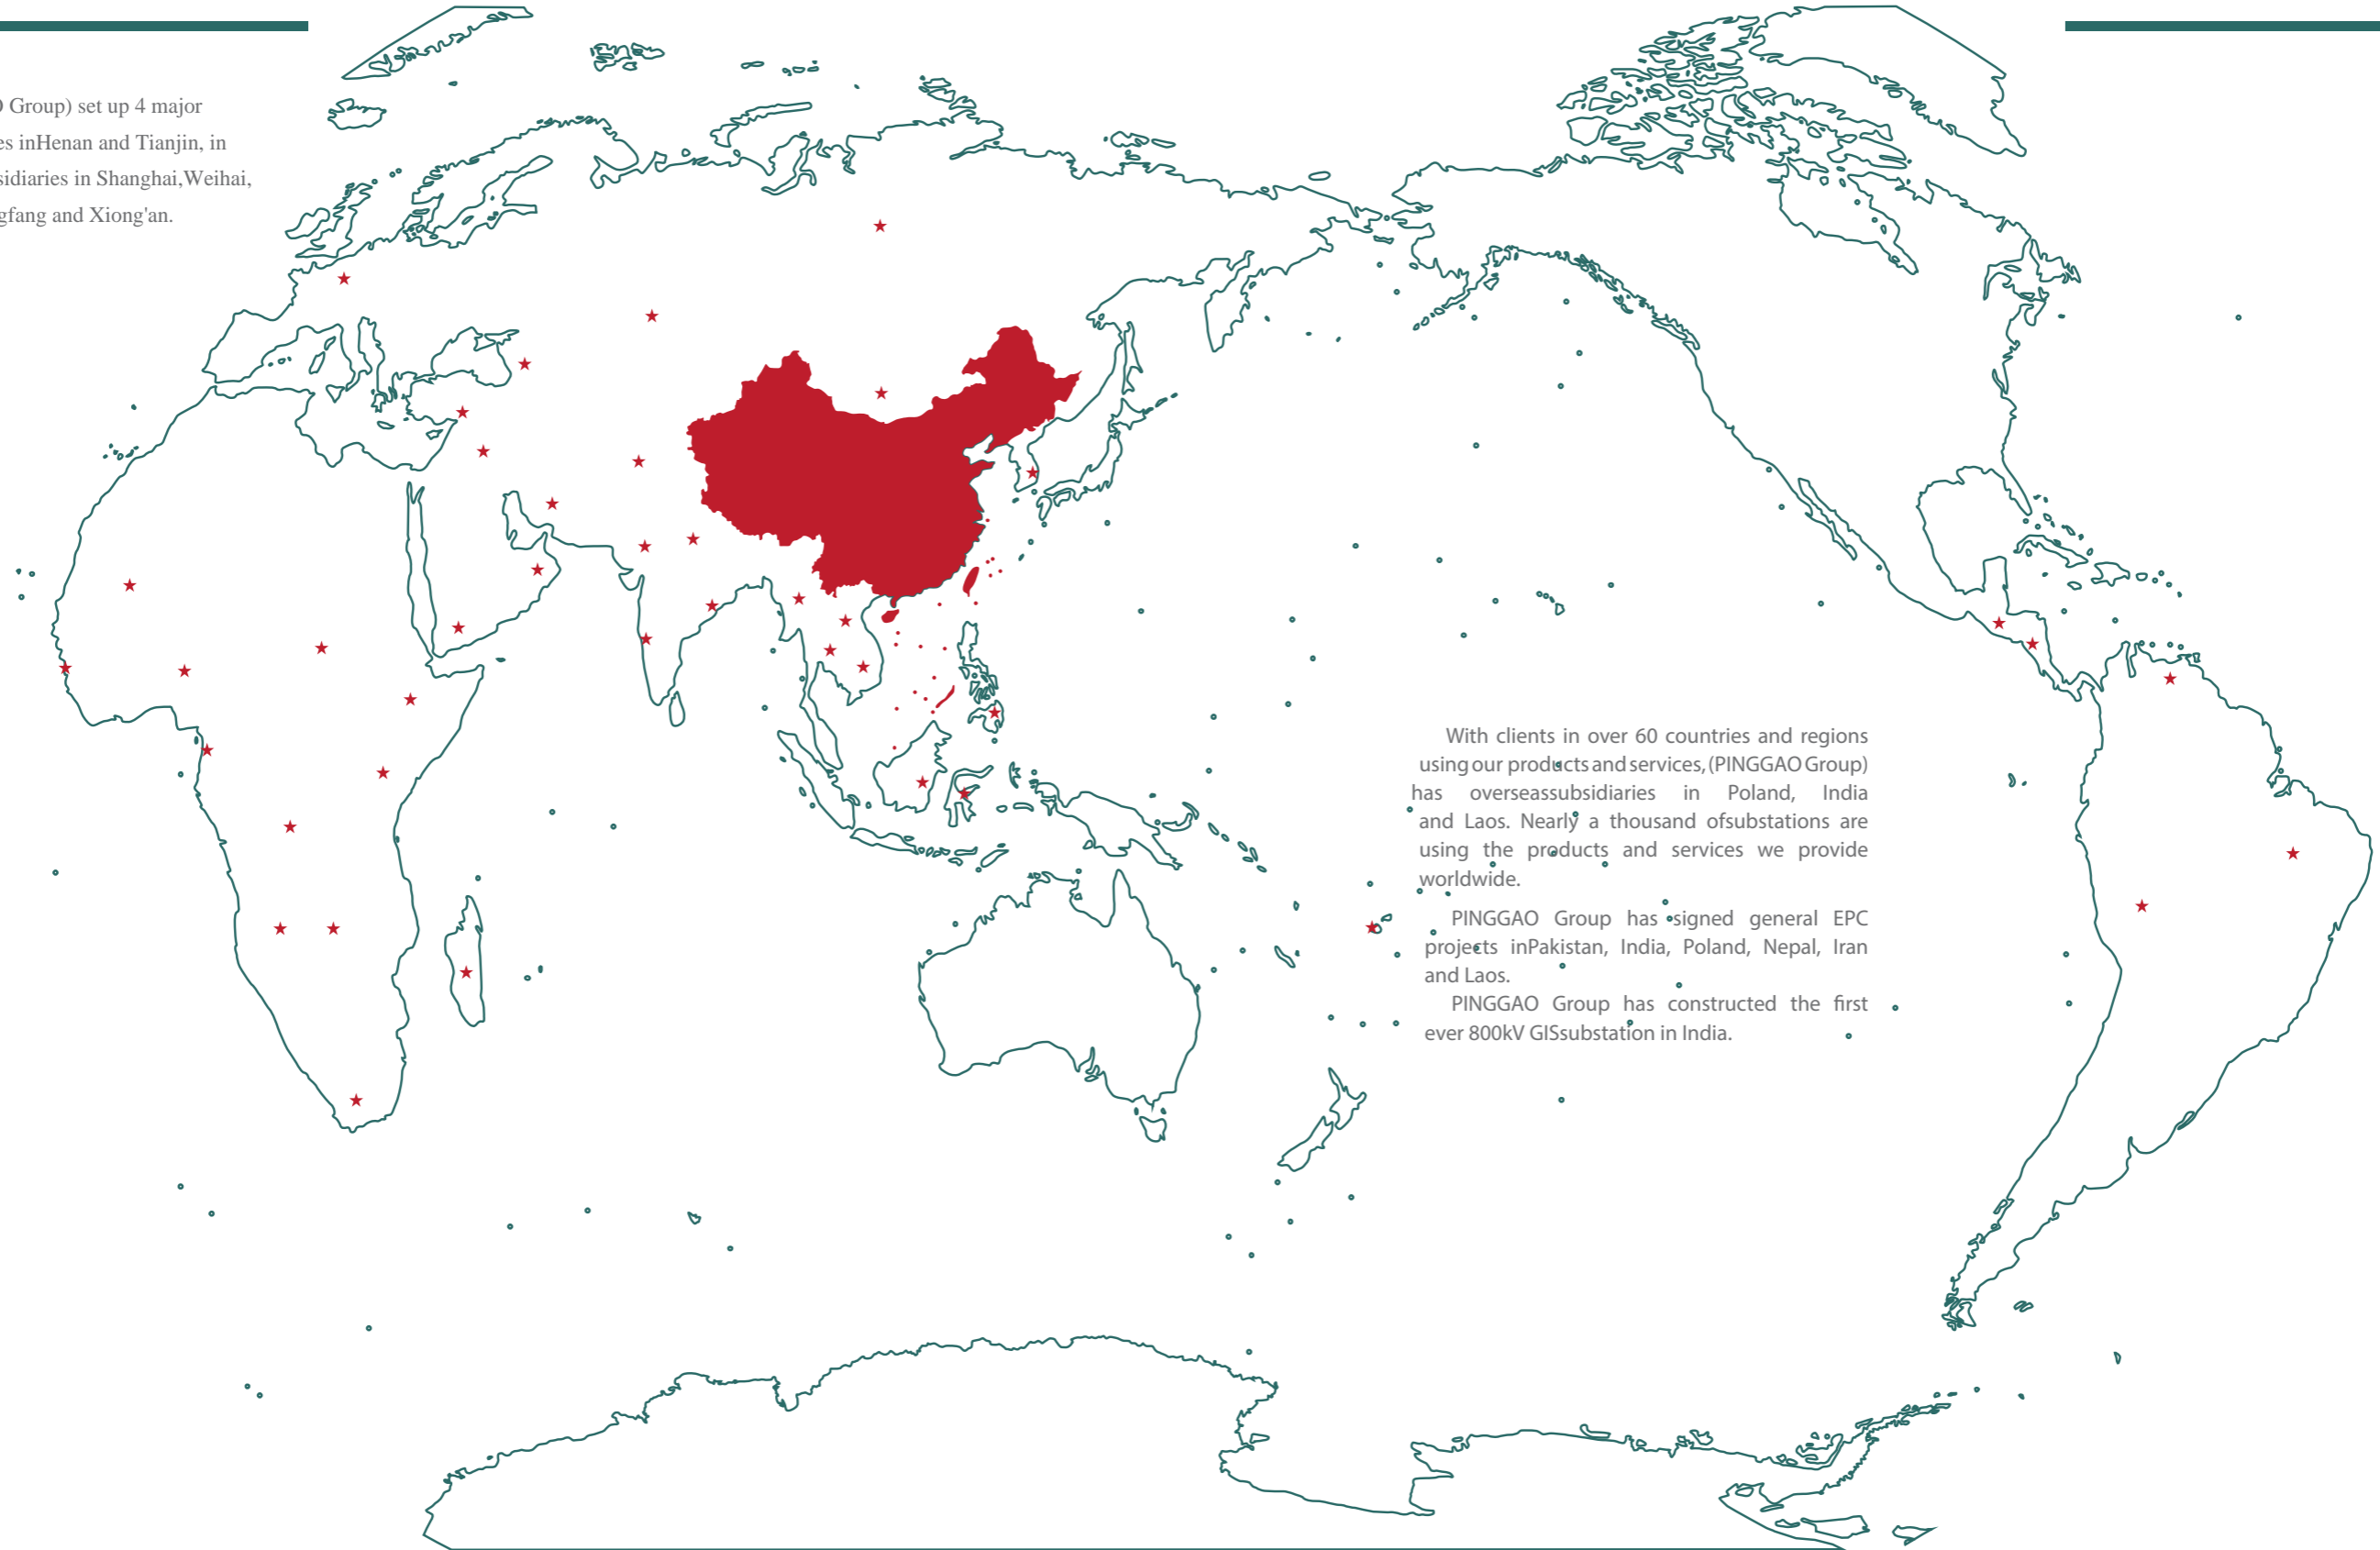 Group) set up 4 major
inHenan and Tianjin, in
in Shanghai,Weihai,
and Xiong'an.
With clients in over 60 countries and regions
using our products and services, (PINGGAO Group)
has overseassubsidiaries in Poland, India
and Laos. Nearly a thousand ofsubstations are
using the products and services we provide
worldwide.
PINGGAO Group has signed general EPC
projects inPakistan, India, Poland, Nepal, Iran
and Laos.
PINGGAO Group has constructed the first
ever 800kV GISsubstation in India.